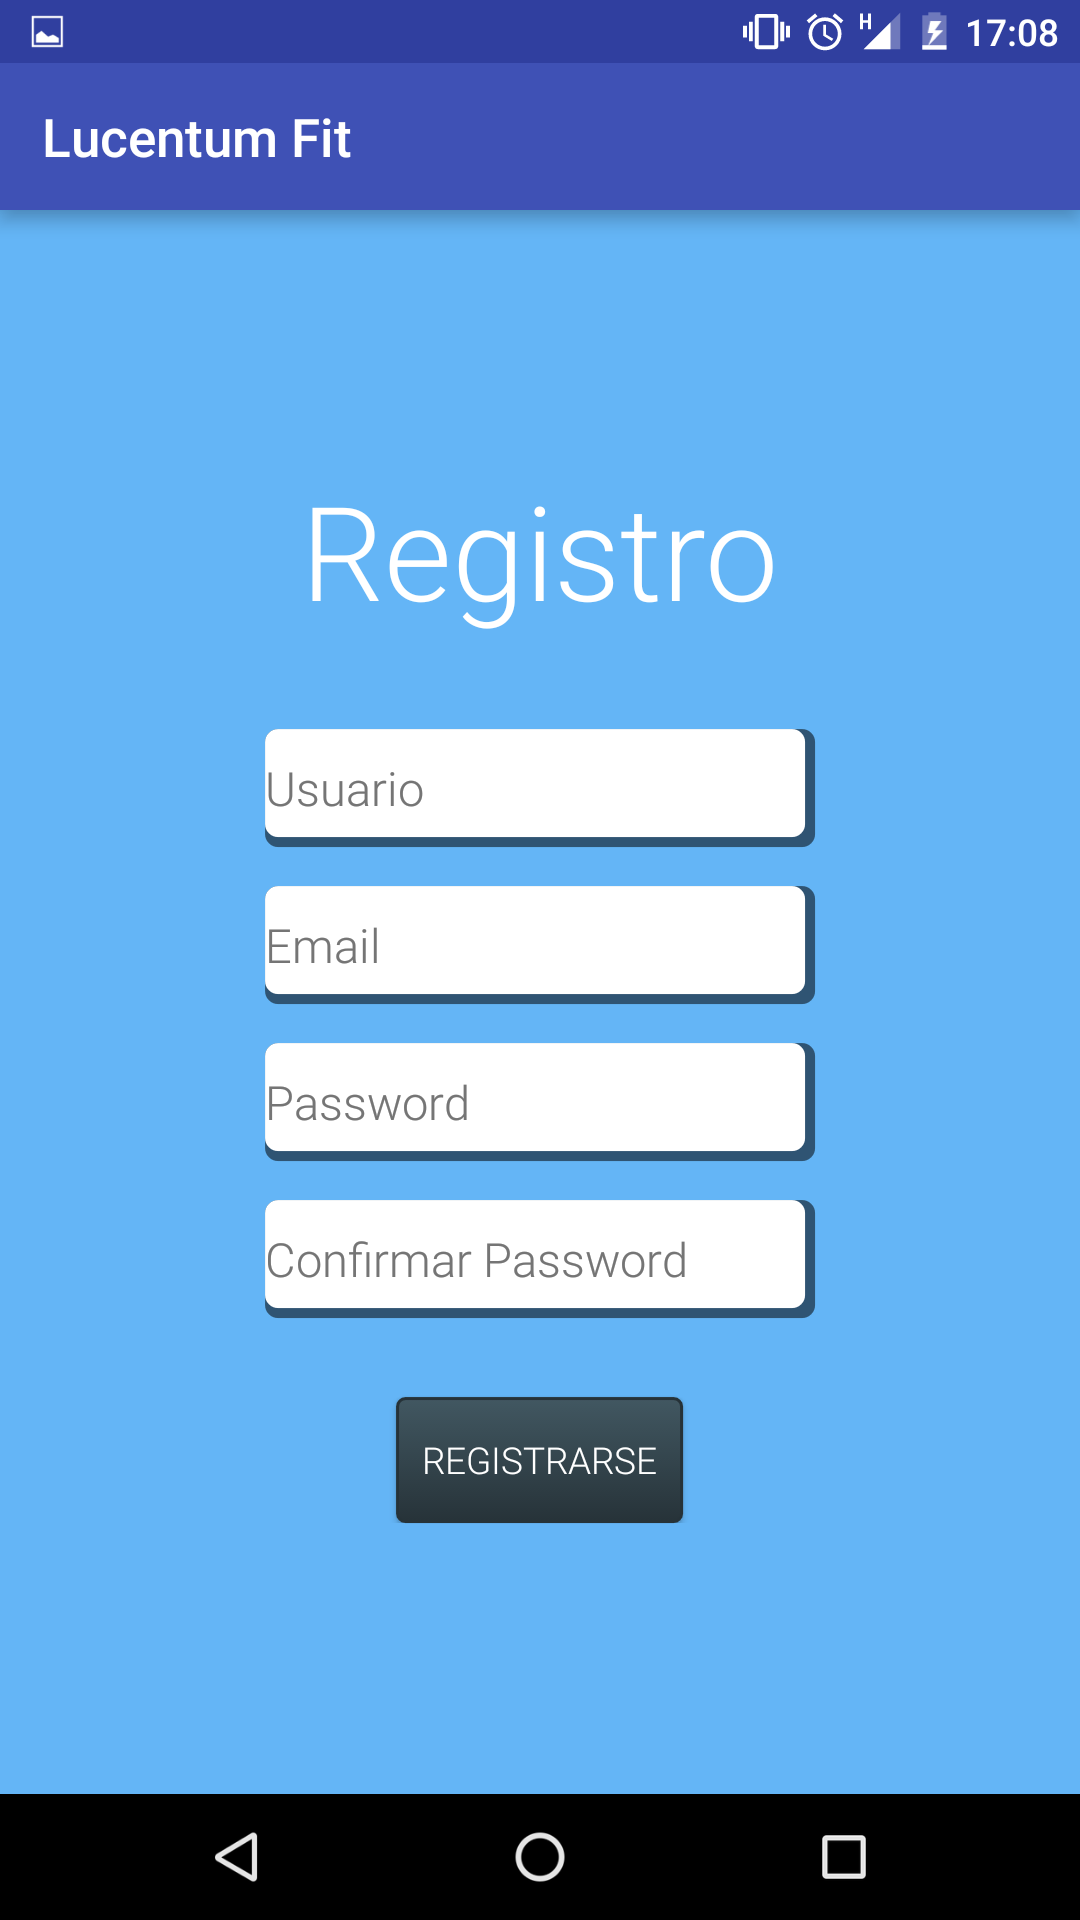 H 17:08
Lucentum Fit
Registro
Usuario
Email
Password
Confirmar Password
REGISTRARSE